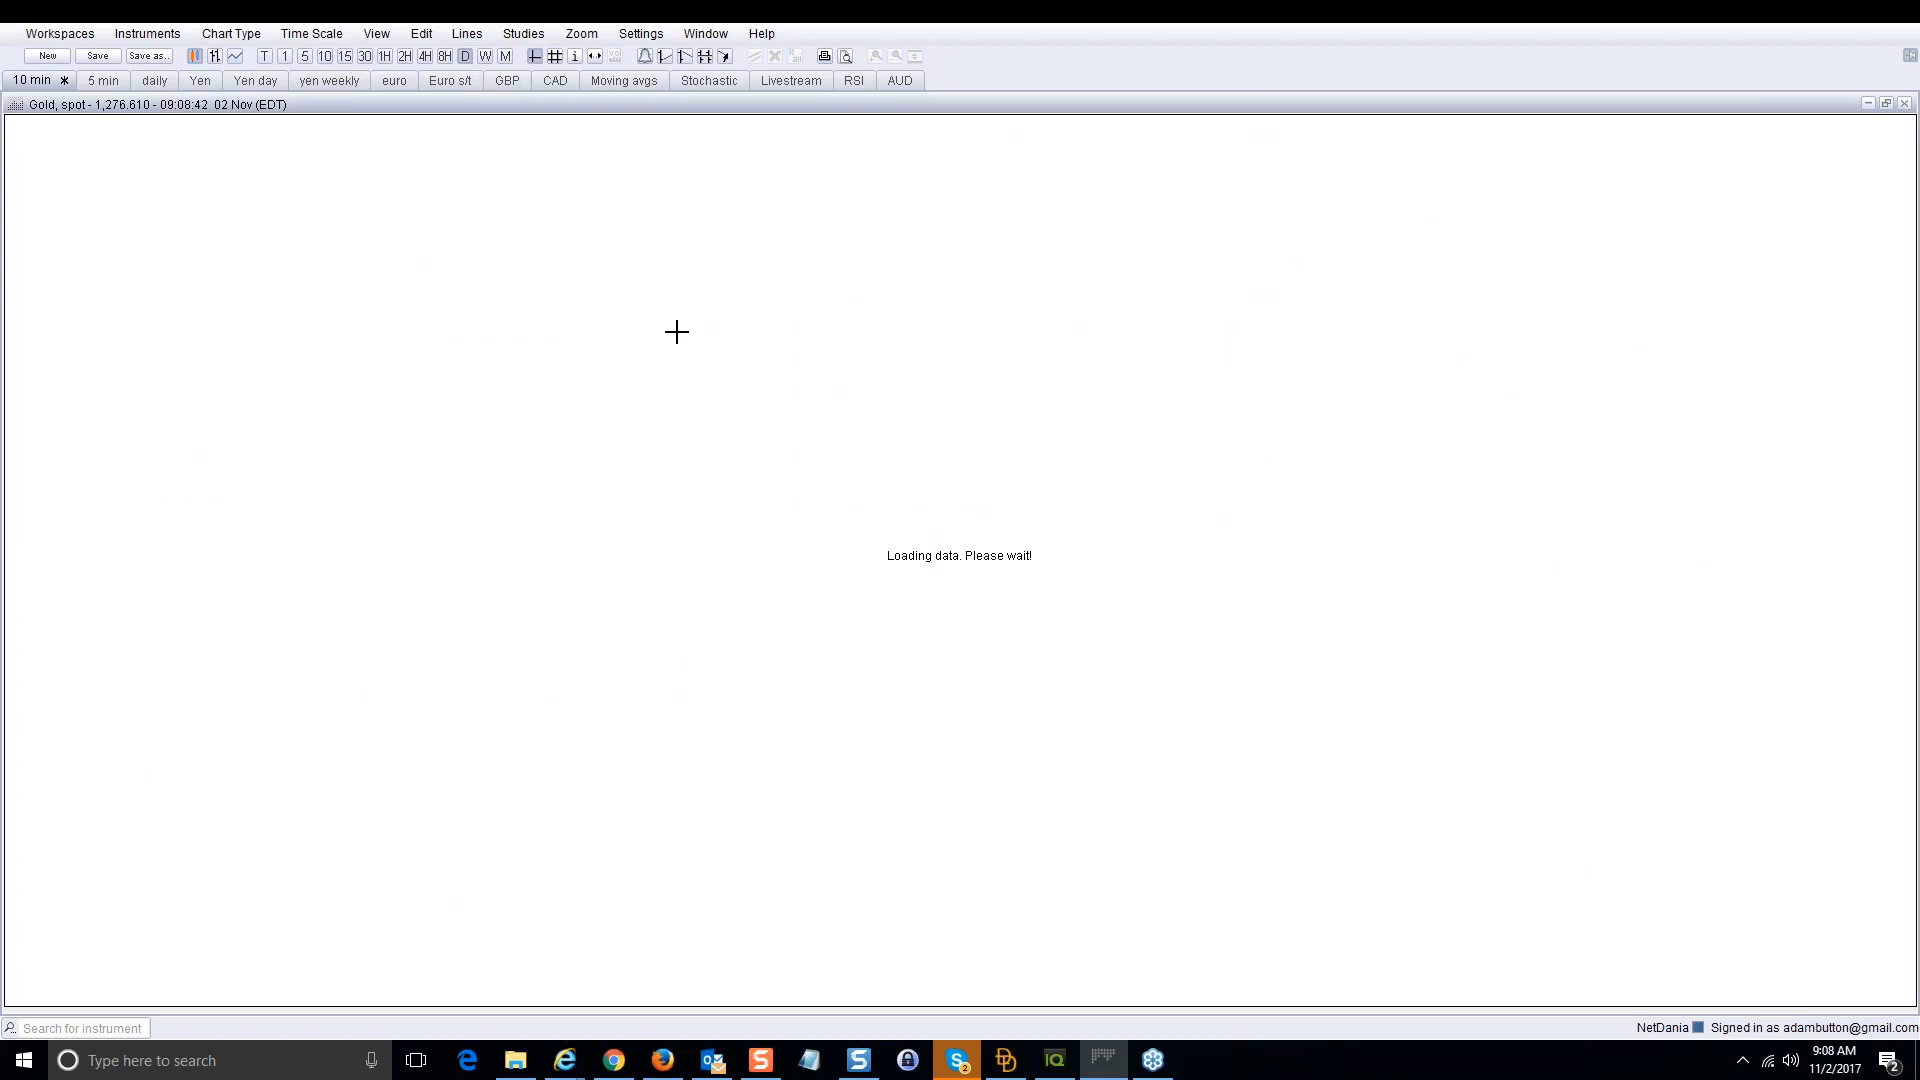 Workspaces Instruments Chart Type Time Scale View Edit Lines Studies Zoom Settings Window Help
New Save Save as.. T 1 5 10 15 30 1H 2H 4H 8H D W M
10 min * 5 min daily Yen Yen day yen weekly euro Euro s/t GBP CAD Moving avgs Stochastic Livestream RSI AUD
Gold, spot - 1,276.610 - 09:08:42 02 Nov (EDT)
Loading data. Please wait!
Search for instrument NetDania Signed in as adambutton@gmail.com
Type here to search 9:08 AM
11/2/2017